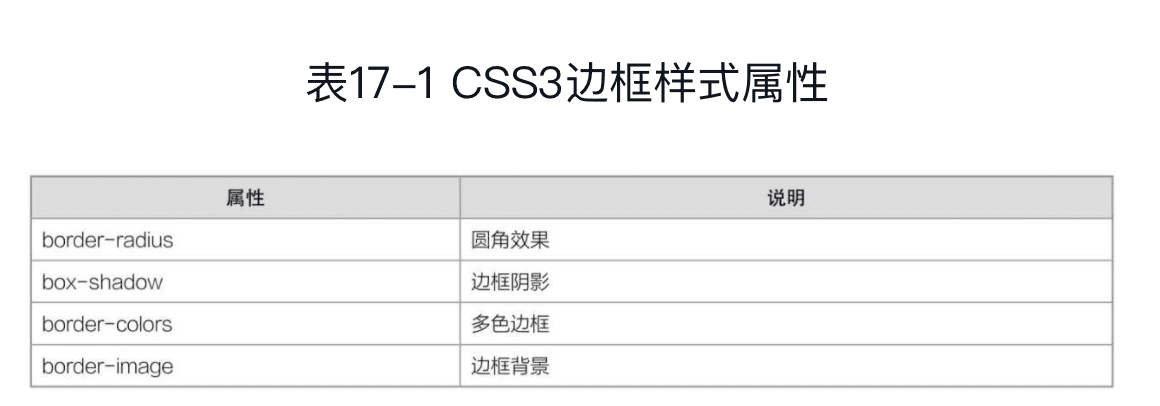 表17-1 CSS3边框样式属性
属性 说明
border-radius 圆角效果
box-shadow 边框阴影
border-colors 多色边框
border-image 边框背景